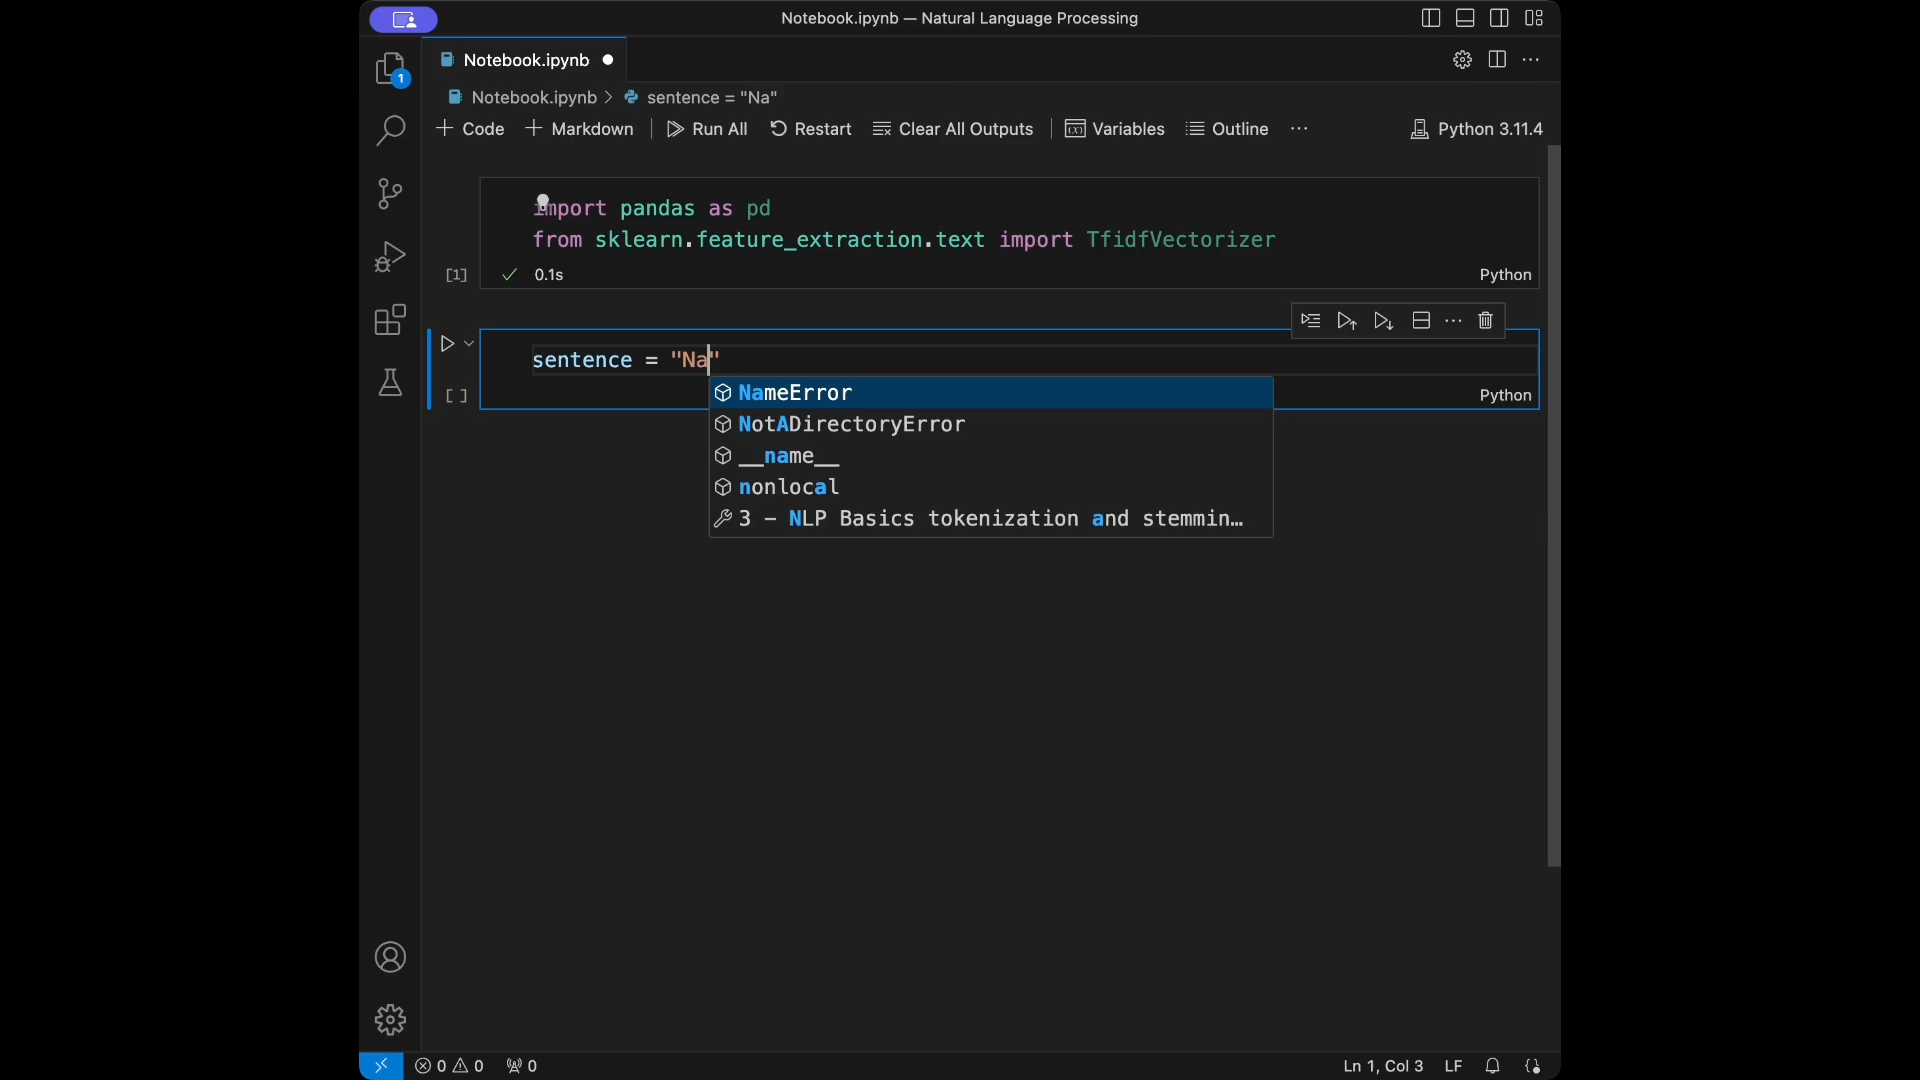 Notebook.ipynb — Natural Language Processing
Notebook.ipynb
1
Notebook.ipynb > sentence = "Na"
+ Code + Markdown Run All Restart Clear All Outputs Variables Outline ··· Python 3.11.4
import pandas as pd
from sklearn.feature_extraction.text import TfidfVectorizer
[1] ✓ 0.1s Python
sentence = "Na"
[ ] Python
NameError
NotADirectoryError
__name__
nonlocal
3 – NLP Basics tokenization and stemmin…
0 0 0 Ln 1, Col 3 LF